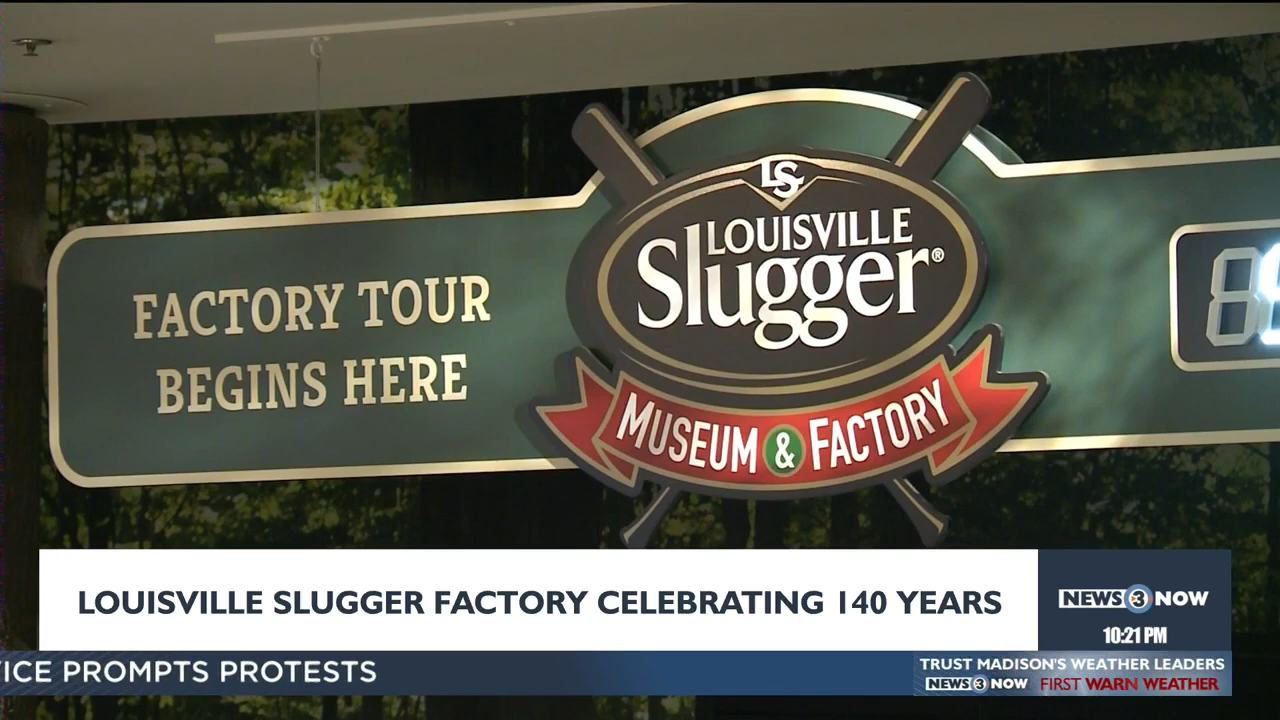 FACTORY TOUR
BEGINS HERE
LS
LOUISVILLE
Slugger®
MUSEUM & FACTORY
LOUISVILLE SLUGGER FACTORY CELEBRATING 140 YEARS
NEWS 3 NOW
10:21 PM
PROMPTS PROTESTS
TRUST MADISON'S WEATHER LEADERS
NEWS 3 NOW FIRST WARN WEATHER